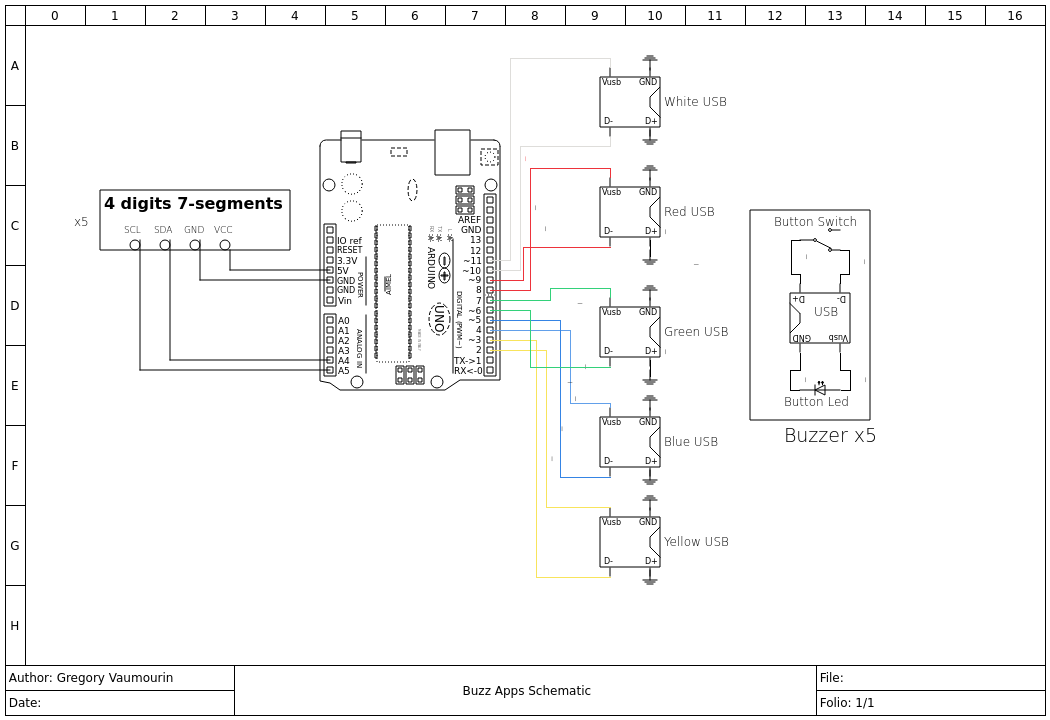 0 1 2 3 4 5 6 7 8 9 10 11 12 13 14 15 16
A
B
C
D
E
F
G
H
x5
4 digits 7-segments
SCL SDA GND VCC
IO ref
RESET
3.3V
5V
GND
GND
Vin
POWER
A0
A1
A2
A3
A4
A5
ANALOG IN
ATMEL
ARDUINO
UNO
RX
TX
L
DIGITAL (PWM~)
AREF
GND
13
12
~11
~10
~9
8
7
~6
~5
4
~3
2
TX->1
RX<-0
Vusb GND
D- D+
White USB
Vusb GND
D- D+
Red USB
Vusb GND
D- D+
Green USB
Vusb GND
D- D+
Blue USB
Vusb GND
D- D+
Yellow USB
Button Switch
D+ D-
USB
GND Vusb
Button Led
Buzzer x5
Author: Gregory Vaumourin
Date:
Buzz Apps Schematic
File:
Folio: 1/1